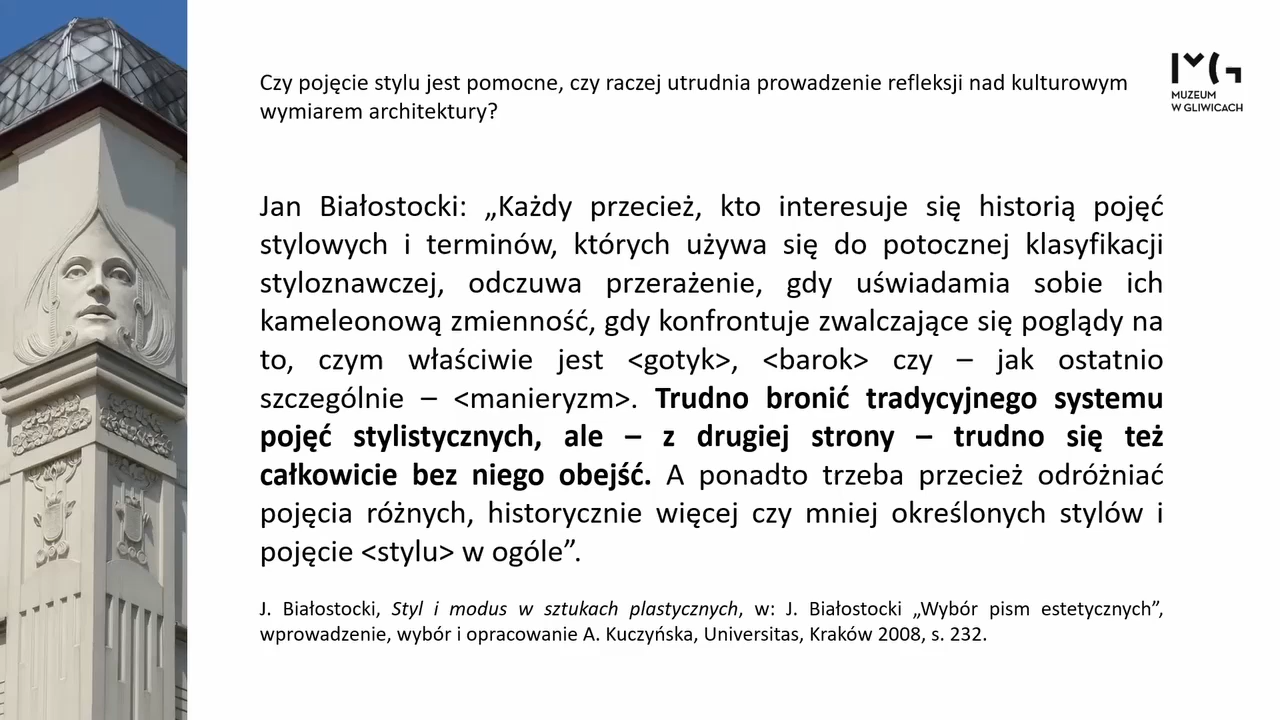 Czy pojęcie stylu jest pomocne, czy raczej utrudnia prowadzenie refleksji nad kulturowym
wymiarem architektury?
MUZEUM
W GLIWICACH
Jan Białostocki: „Każdy przecież, kto interesuje się historią pojęć
stylowych i terminów, których używa się do potocznej klasyfikacji
styloznawczej, odczuwa przerażenie, gdy uświadamia sobie ich
kameleonową zmienność, gdy konfrontuje zwalczające się poglądy na
to, czym właściwie jest <gotyk>, <barok> czy – jak ostatnio
szczególnie – <manieryzm>. Trudno bronić tradycyjnego systemu
pojęć stylistycznych, ale – z drugiej strony – trudno się też
całkowicie bez niego obejść. A ponadto trzeba przecież odróżniać
pojęcia różnych, historycznie więcej czy mniej określonych stylów i
pojęcie <stylu> w ogóle”.
J. Białostocki, Styl i modus w sztukach plastycznych, w: J. Białostocki „Wybór pism estetycznych”,
wprowadzenie, wybór i opracowanie A. Kuczyńska, Universitas, Kraków 2008, s. 232.